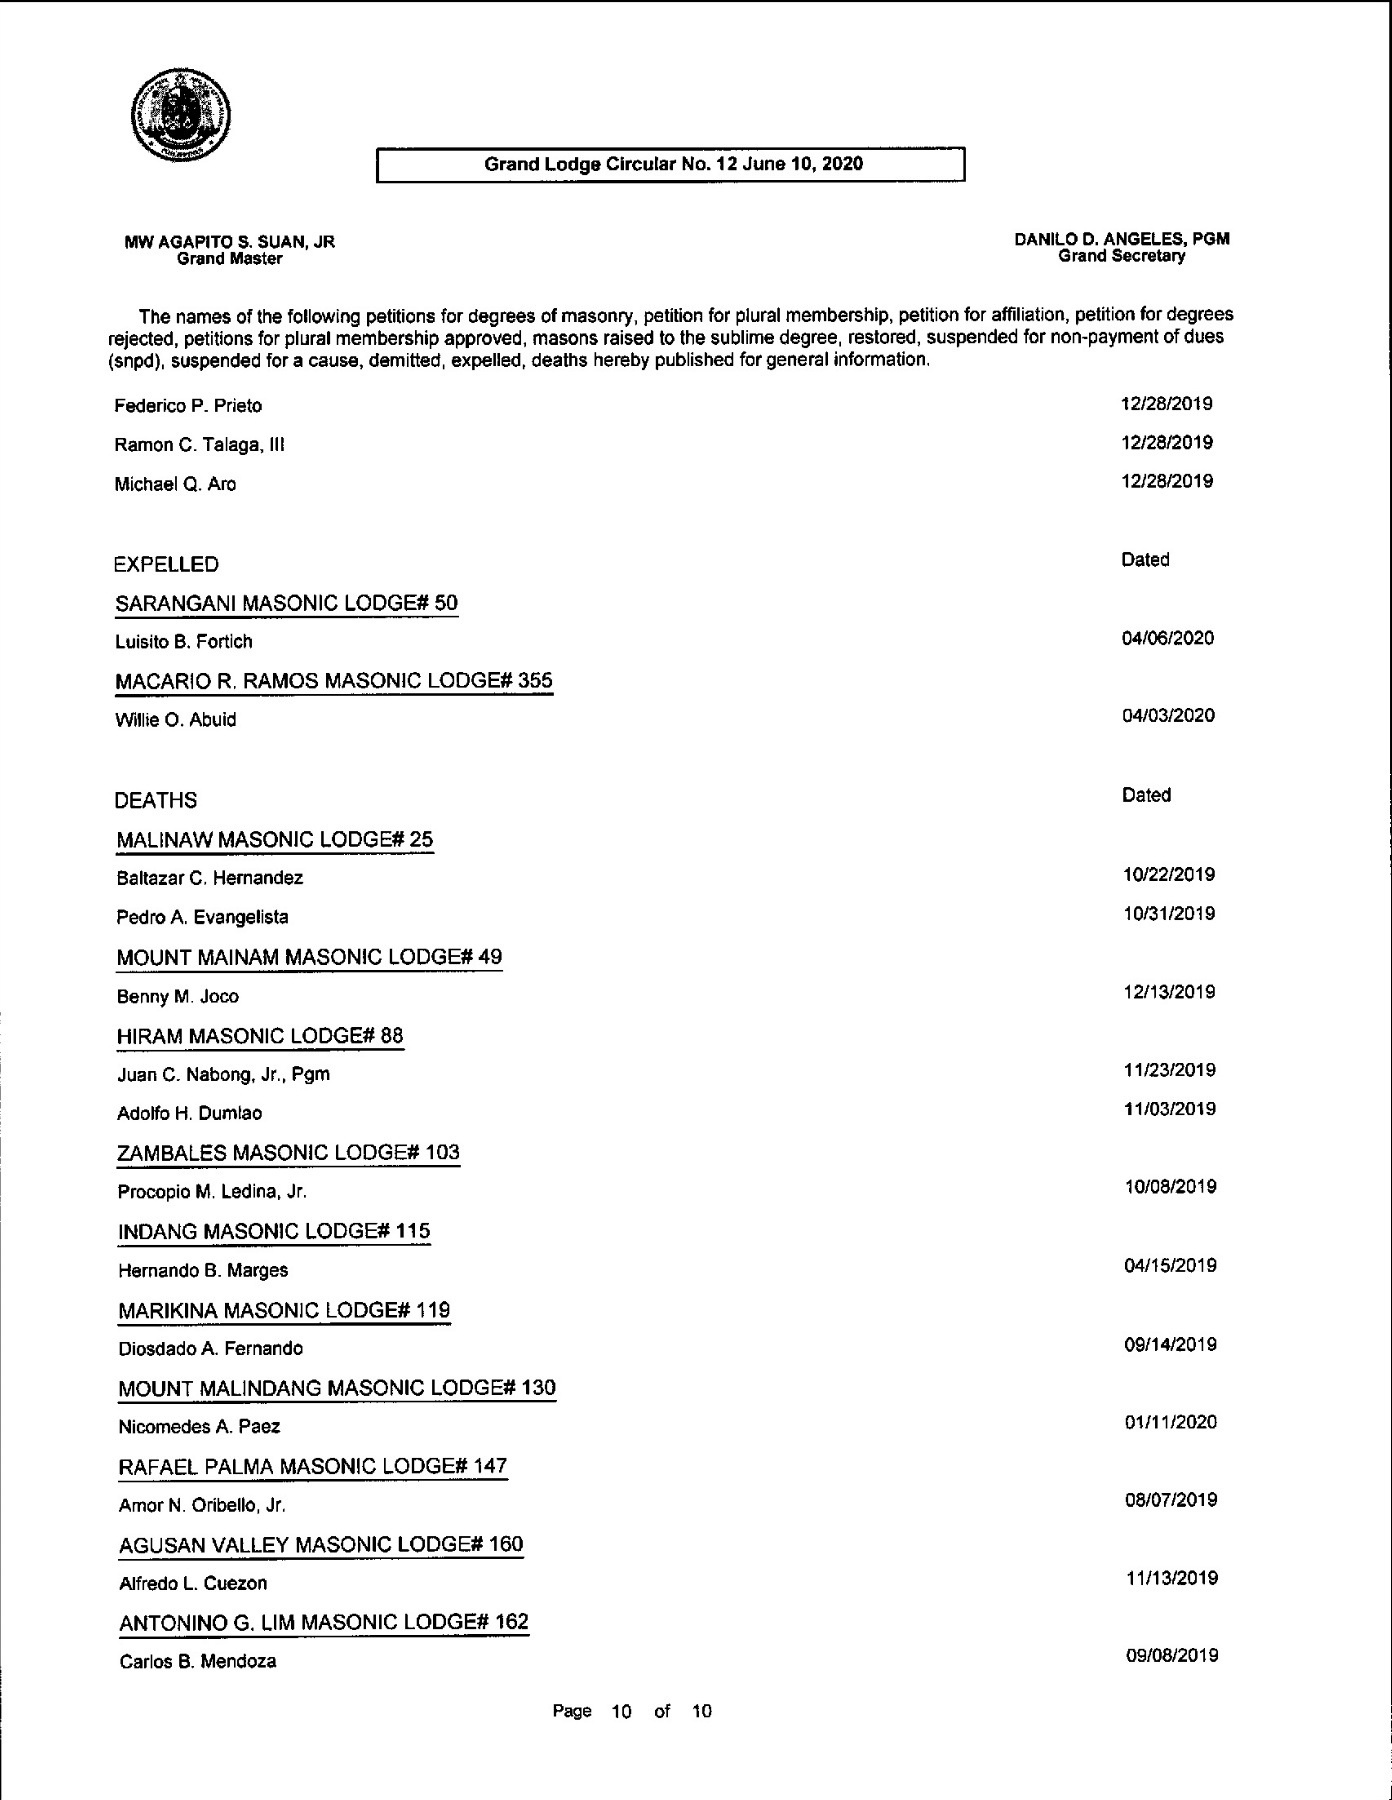 PHILIPPINES
Grand Lodge Circular No. 12 June 10, 2020
MW AGAPITO S. SUAN, JR
Grand Master
DANILO D. ANGELES, PGM
Grand Secretary
The names of the following petitions for degrees of masonry, petition for plural membership, petition for affiliation, petition for degrees
rejected, petitions for plural membership approved, masons raised to the sublime degree, restored, suspended for non-payment of dues
(snpd), suspended for a cause, demitted, expelled, deaths hereby published for general information.
Federico P. Prieto 12/28/2019
Ramon C. Talaga, III 12/28/2019
Michael Q. Aro 12/28/2019
EXPELLED Dated
SARANGANI MASONIC LODGE# 50
Luisito B. Fortich 04/06/2020
MACARIO R. RAMOS MASONIC LODGE# 355
Willie O. Abuid 04/03/2020
DEATHS Dated
MALINAW MASONIC LODGE# 25
Baltazar C. Hernandez 10/22/2019
Pedro A. Evangelista 10/31/2019
MOUNT MAINAM MASONIC LODGE# 49
Benny M. Joco 12/13/2019
HIRAM MASONIC LODGE# 88
Juan C. Nabong, Jr., Pgm 11/23/2019
Adolfo H. Dumlao 11/03/2019
ZAMBALES MASONIC LODGE# 103
Procopio M. Ledina, Jr. 10/08/2019
INDANG MASONIC LODGE# 115
Hernando B. Marges 04/15/2019
MARIKINA MASONIC LODGE# 119
Diosdado A. Fernando 09/14/2019
MOUNT MALINDANG MASONIC LODGE# 130
Nicomedes A. Paez 01/11/2020
RAFAEL PALMA MASONIC LODGE# 147
Amor N. Oribello, Jr. 08/07/2019
AGUSAN VALLEY MASONIC LODGE# 160
Alfredo L. Cuezon 11/13/2019
ANTONINO G. LIM MASONIC LODGE# 162
Carlos B. Mendoza 09/08/2019
Page 10 of 10